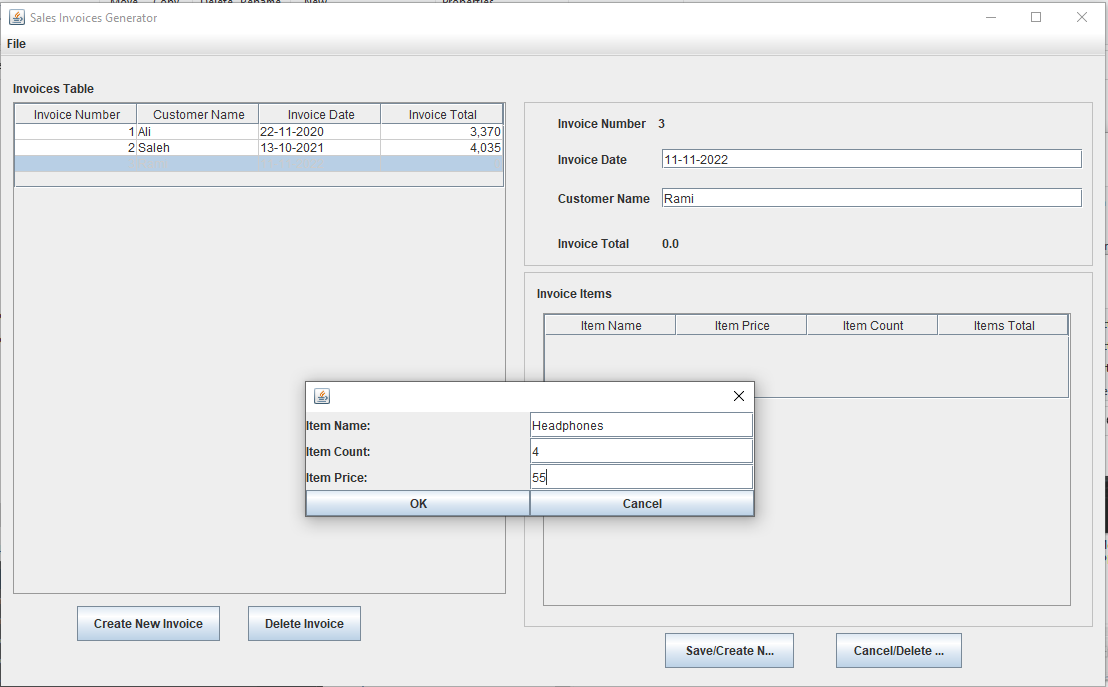 Sales Invoices Generator
File
Invoices Table
Invoice Number Customer Name Invoice Date Invoice Total
1 Ali 22-11-2020 3,370
2 Saleh 13-10-2021 4,035
Invoice Number 3
Invoice Date 11-11-2022
Customer Name Rami
Invoice Total 0.0
Invoice Items
Item Name Item Price Item Count Items Total
Item Name: Headphones
Item Count: 4
Item Price: 55
OK Cancel
Create New Invoice Delete Invoice
Save/Create N... Cancel/Delete ...